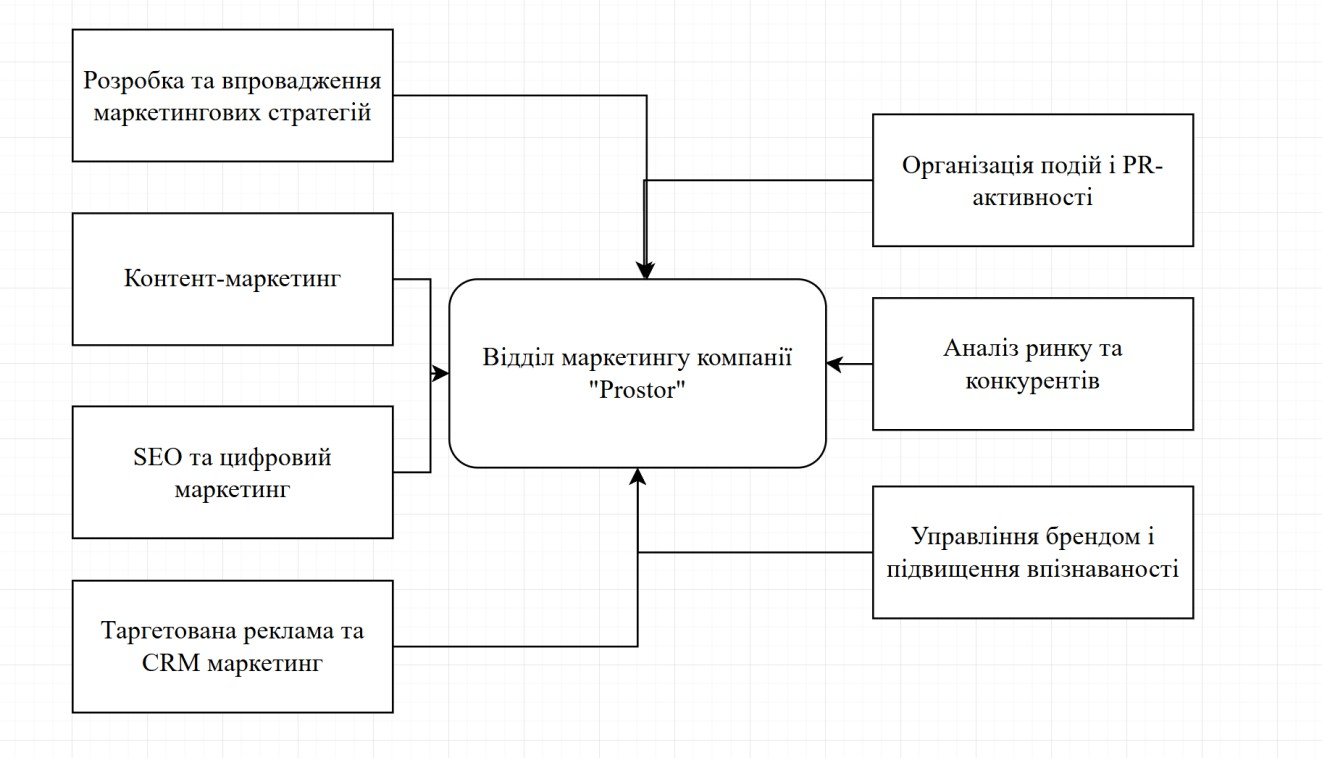 Розробка та впровадження
маркетингових стратегій
Контент-маркетинг
SEO та цифровий
маркетинг
Таргетована реклама та
CRM маркетинг
Відділ маркетингу компанії
"Prostor"
Організація подій і PR-
активності
Аналіз ринку та
конкурентів
Управління брендом і
підвищення впізнаваності